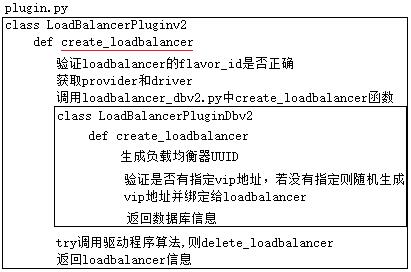 plugin.py
class LoadBalancerPluginv2
def create_loadbalancer
验证loadbalancer的flavor_id是否正确
获取provider和driver
调用loadbalancer_dbv2.py中create_loadbalancer函数
class LoadBalancerPluginDbv2
def create_loadbalancer
生成负载均衡器UUID
验证是否有指定vip地址，若没有指定则随机生成
vip地址并绑定给loadbalancer
返回数据库信息
try调用驱动程序算法,则delete_loadbalancer
返回loadbalancer信息